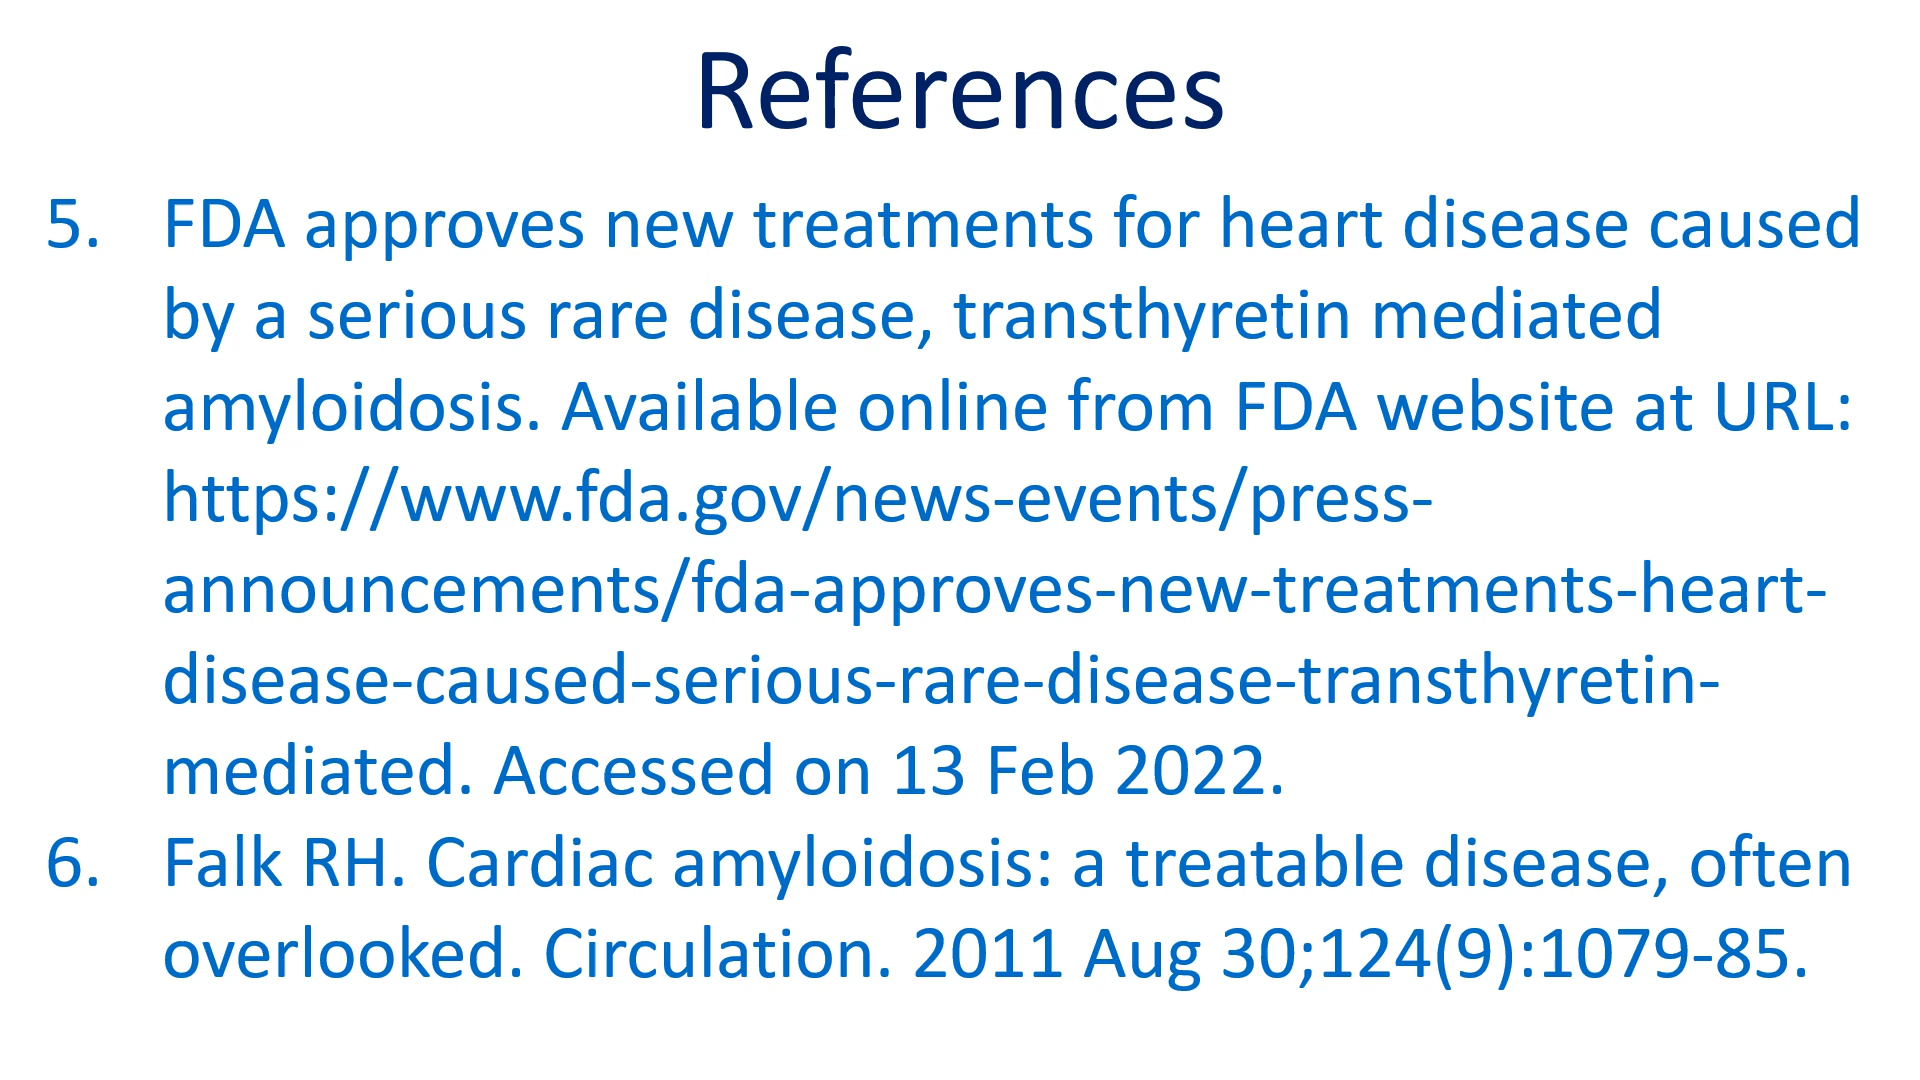 References
5. FDA approves new treatments for heart disease caused
by a serious rare disease, transthyretin mediated
amyloidosis. Available online from FDA website at URL:
https://www.fda.gov/news-events/press-
announcements/fda-approves-new-treatments-heart-
disease-caused-serious-rare-disease-transthyretin-
mediated. Accessed on 13 Feb 2022.
6. Falk RH. Cardiac amyloidosis: a treatable disease, often
overlooked. Circulation. 2011 Aug 30;124(9):1079-85.